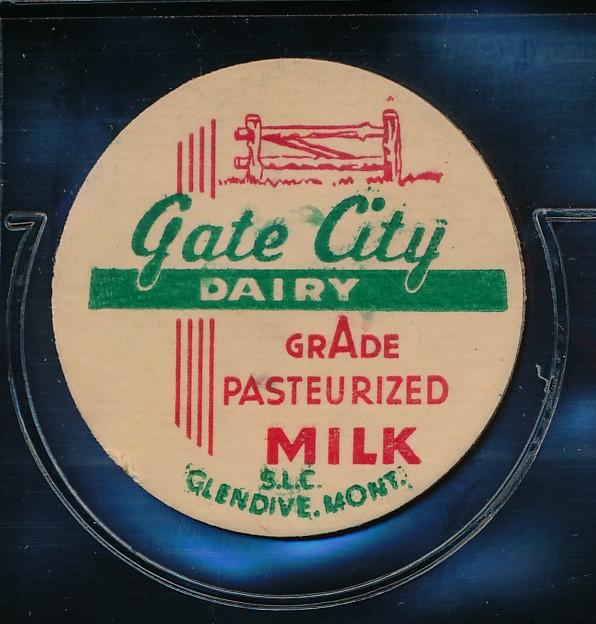 Gate City
DAIRY
GRADE
PASTEURIZED
MILK
S.L.C.
GLENDIVE. MONT.